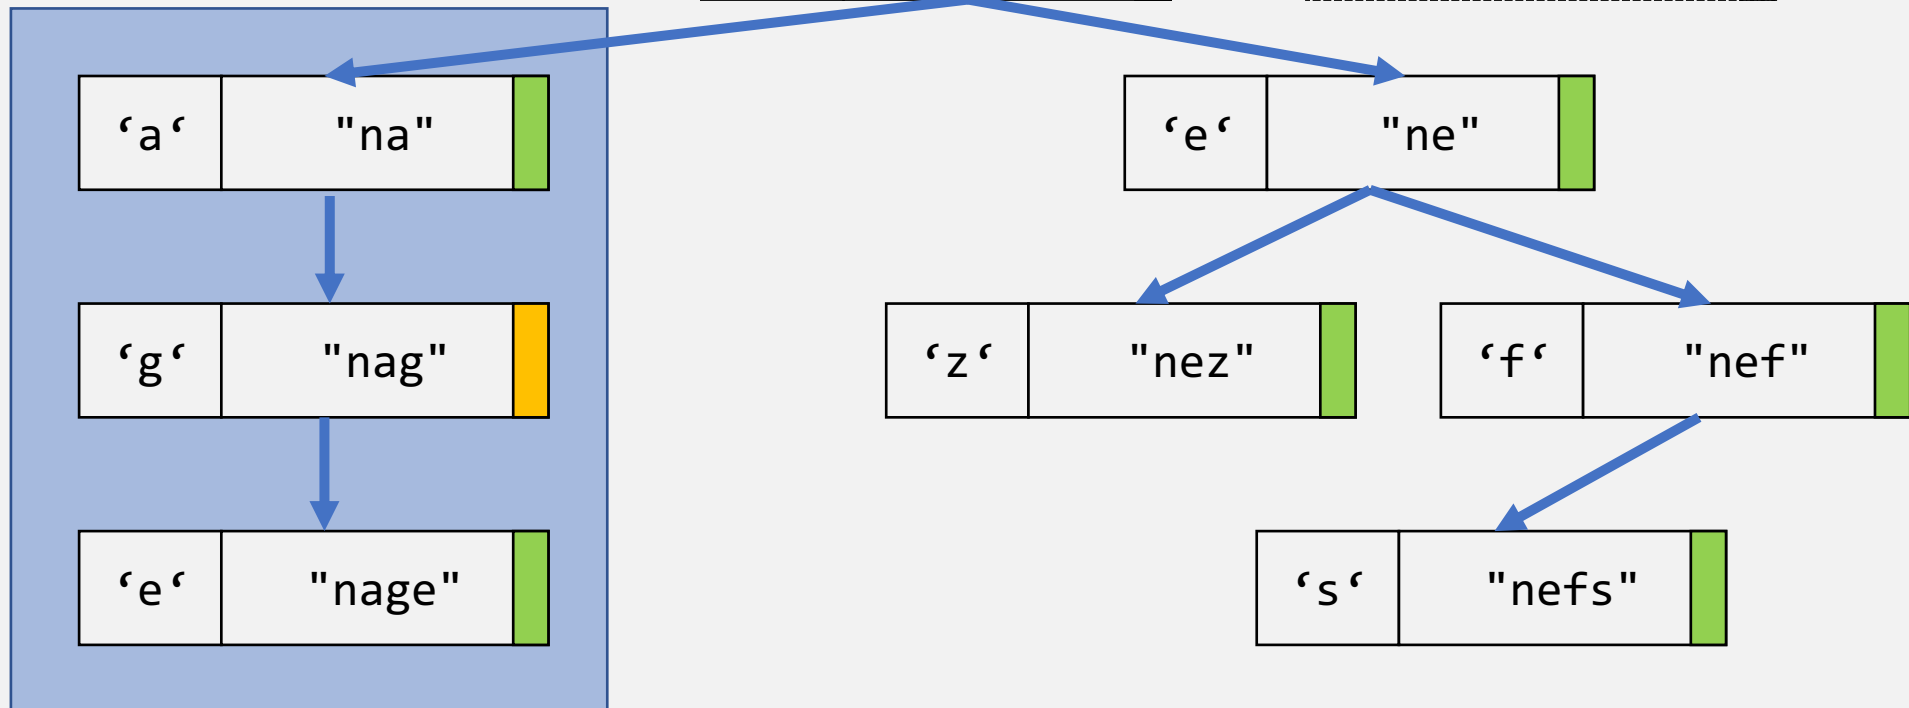 ‘a‘ "na" ‘e‘ "ne"
‘g‘ "nag" ‘z‘ "nez" ‘f‘ "nef"
‘e‘ "nage" ‘s‘ "nefs"